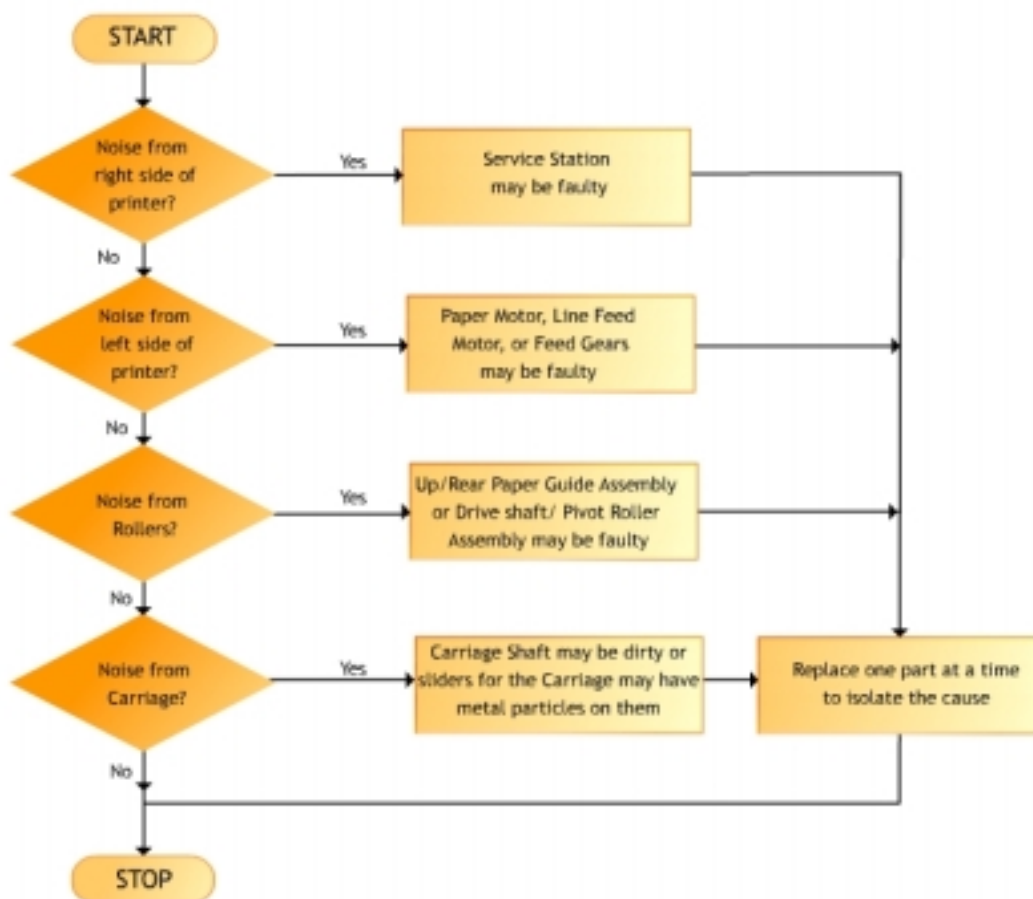 START
Noise from
right side of
printer?
Yes
Service Station
may be faulty
No
Noise from
left side of
printer?
Yes
Paper Motor, Line Feed
Motor, or Feed Gears
may be faulty
No
Noise from
Rollers?
Yes
Up/Rear Paper Guide Assembly
or Drive shaft/ Pivot Roller
Assembly may be faulty
No
Noise from
Carriage?
Yes
Carriage Shaft may be dirty or
sliders for the Carriage may have
metal particles on them
Replace one part at a time
to isolate the cause
No
STOP